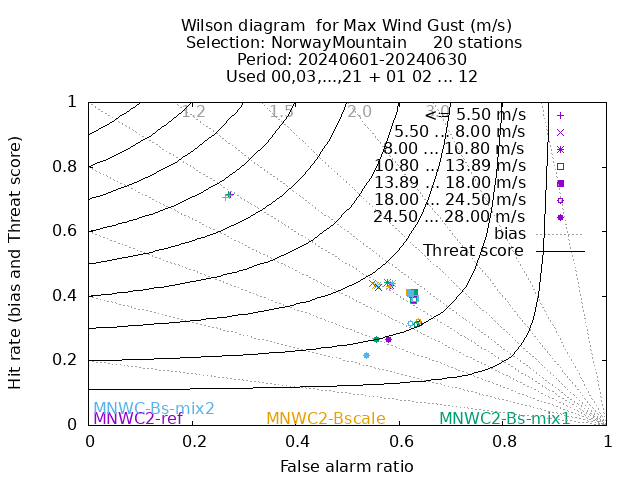 Wilson diagram  for Max Wind Gust (m/s)
Selection: NorwayMountain     20 stations
Period: 20240601-20240630
Used 00,03,...,21 + 01 02 ... 12
1.2 1.5 2.0 3.0
<= 5.50 m/s
5.50 ... 8.00 m/s
8.00 ... 10.80 m/s
10.80 ... 13.89 m/s
13.89 ... 18.00 m/s
18.00 ... 24.50 m/s
24.50 ... 28.00 m/s
bias
Threat score
Hit rate (bias and Threat score)
1
0.8
0.6
0.4
0.2
0
MNWC-Bs-mix2
MNWC2-ref MNWC2-Bscale MNWC2-Bs-mix1
0 0.2 0.4 0.6 0.8 1
False alarm ratio